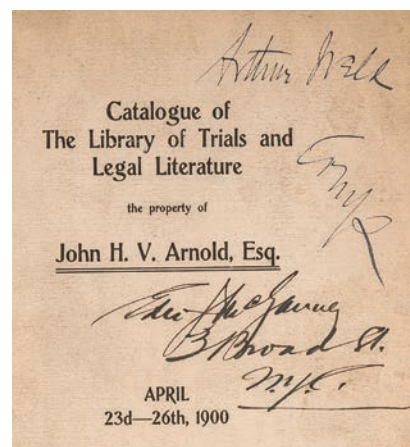 Arthur Weld
Catalogue of
The Library of Trials and
Legal Literature
the property of
John H. V. Arnold, Esq.
Broad St.
N.Y.C.
APRIL
23d—26th, 1900